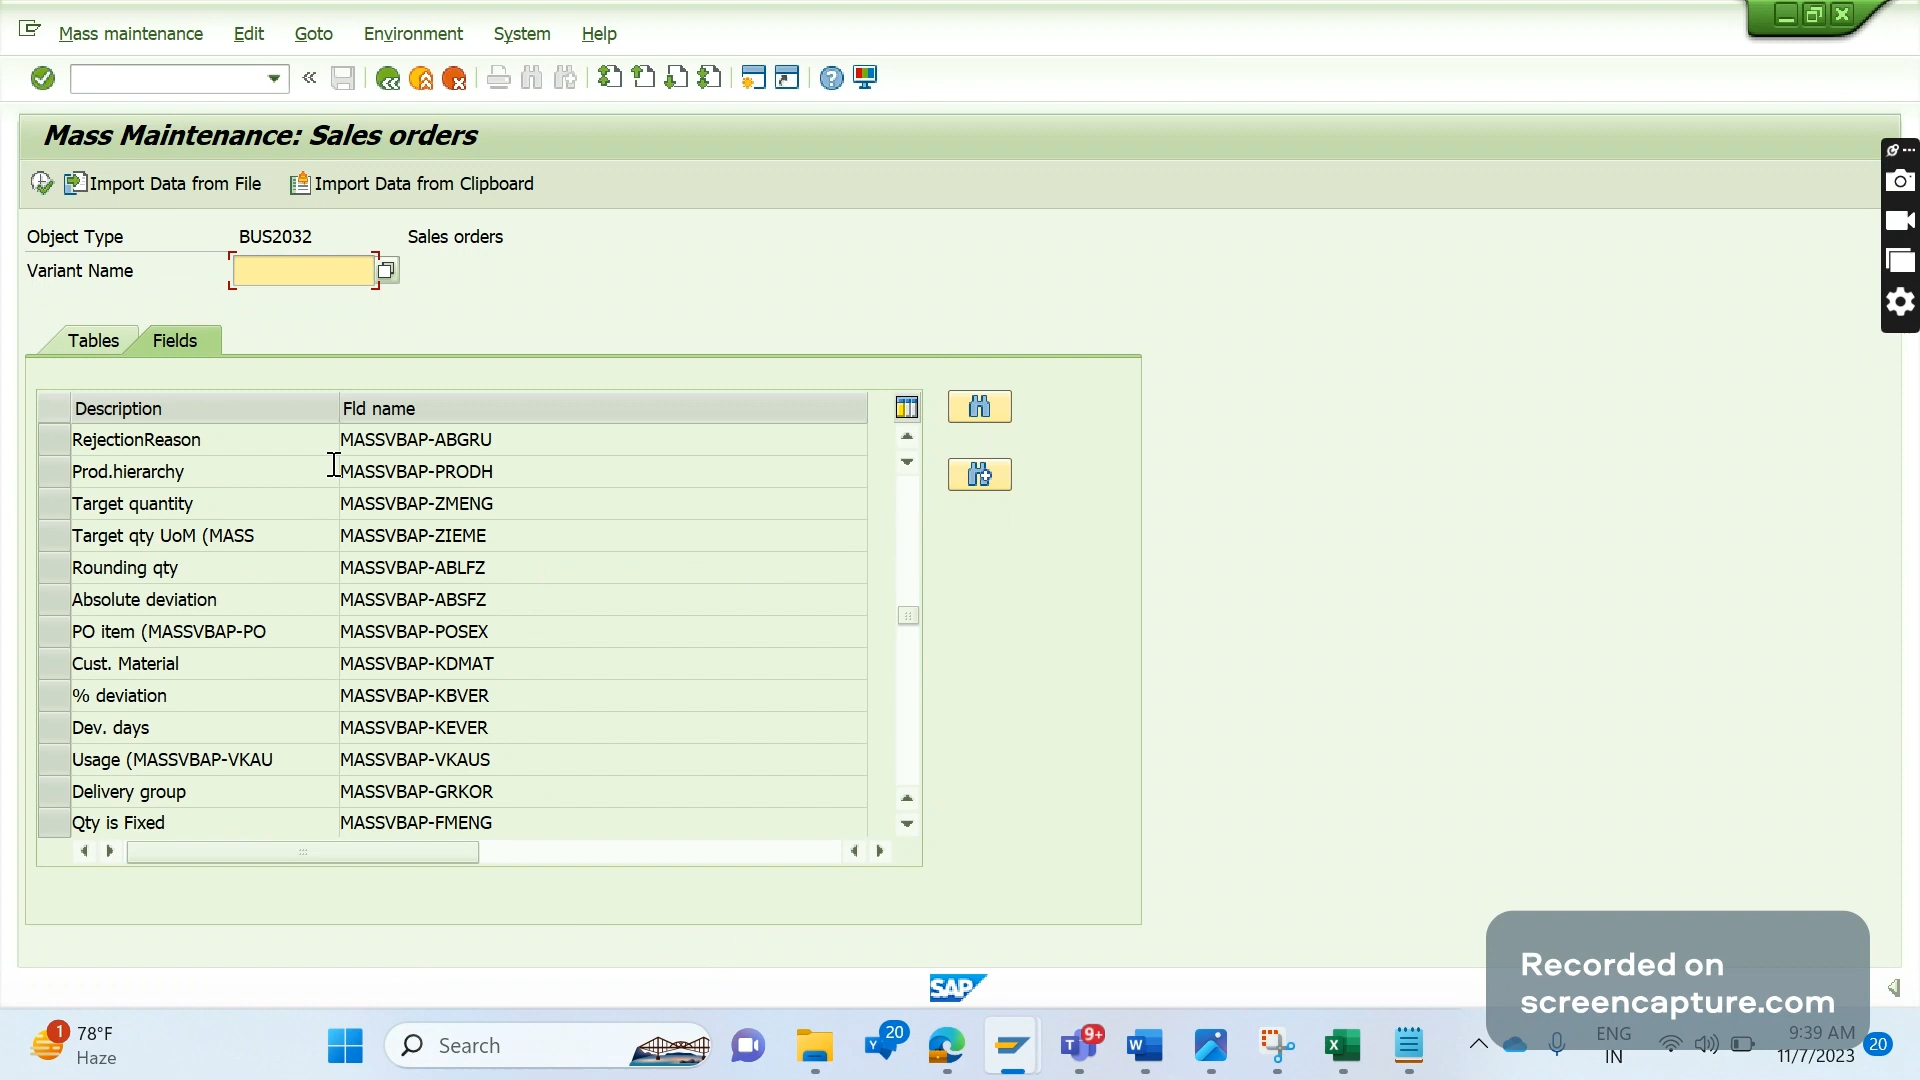 Mass maintenance Edit Goto Environment System Help
Mass Maintenance: Sales orders
Import Data from File Import Data from Clipboard
Object Type BUS2032 Sales orders
Variant Name
Tables Fields
Description Fld name
RejectionReason MASSVBAP-ABGRU
Prod.hierarchy MASSVBAP-PRODH
Target quantity MASSVBAP-ZMENG
Target qty UoM (MASS MASSVBAP-ZIEME
Rounding qty MASSVBAP-ABLFZ
Absolute deviation MASSVBAP-ABSFZ
PO item (MASSVBAP-PO MASSVBAP-POSEX
Cust. Material MASSVBAP-KDMAT
% deviation MASSVBAP-KBVER
Dev. days MASSVBAP-KEVER
Usage (MASSVBAP-VKAU MASSVBAP-VKAUS
Delivery group MASSVBAP-GRKOR
Qty is Fixed MASSVBAP-FMENG
SAP
Recorded on
screencapture.com
1 78°F
Haze
Search
20
9+
ENG
IN
9:39 AM
11/7/2023
20